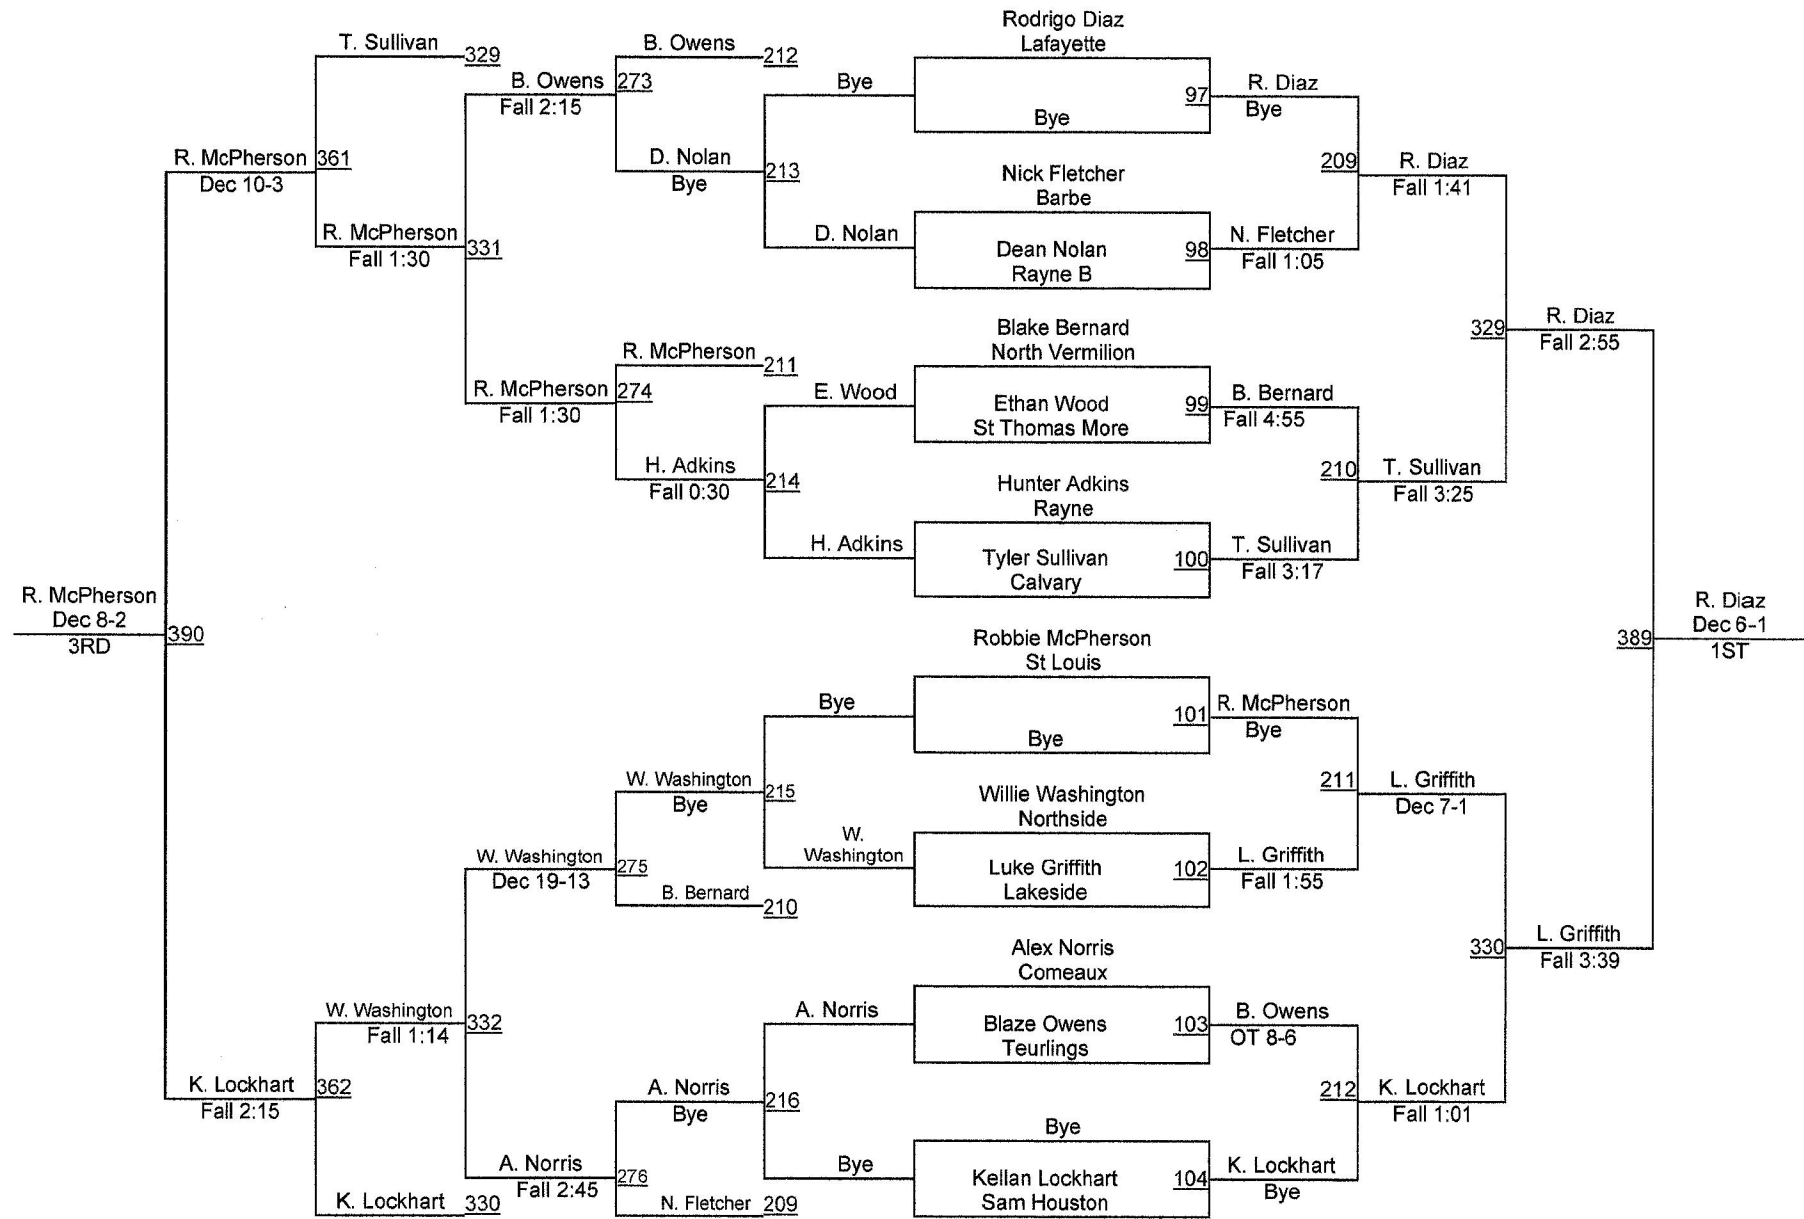 Rodrigo Diaz
Lafayette
T. Sullivan
329
B. Owens
212
B. Owens
273
Fall 2:15
Bye
97
R. Diaz
Bye
Bye
R. McPherson
361
Dec 10-3
D. Nolan
213
Bye
Nick Fletcher
Barbe
209
R. Diaz
Fall 1:41
R. McPherson
331
Fall 1:30
D. Nolan
Dean Nolan
Rayne B
98
N. Fletcher
Fall 1:05
Blake Bernard
North Vermilion
329
R. Diaz
Fall 2:55
R. McPherson
211
R. McPherson
274
Fall 1:30
E. Wood
Ethan Wood
St Thomas More
99
B. Bernard
Fall 4:55
H. Adkins
214
Fall 0:30
Hunter Adkins
Rayne
210
T. Sullivan
Fall 3:25
H. Adkins
Tyler Sullivan
Calvary
100
T. Sullivan
Fall 3:17
R. McPherson
Dec 8-2
390
3RD
Robbie McPherson
St Louis
389
R. Diaz
Dec 6-1
1ST
Bye
101
R. McPherson
Bye
Bye
W. Washington
215
Bye
Willie Washington
Northside
211
L. Griffith
Dec 7-1
W. Washington
275
Dec 19-13
W.
Washington
Luke Griffith
Lakeside
102
L. Griffith
Fall 1:55
B. Bernard
210
Alex Norris
Comeaux
330
L. Griffith
Fall 3:39
W. Washington
332
Fall 1:14
A. Norris
Blaze Owens
Teurlings
103
B. Owens
OT 8-6
K. Lockhart
362
Fall 2:15
A. Norris
216
Bye
212
K. Lockhart
Fall 1:01
Bye
A. Norris
276
Fall 2:45
Bye
Kellan Lockhart
Sam Houston
104
K. Lockhart
Bye
K. Lockhart
330
N. Fletcher
209